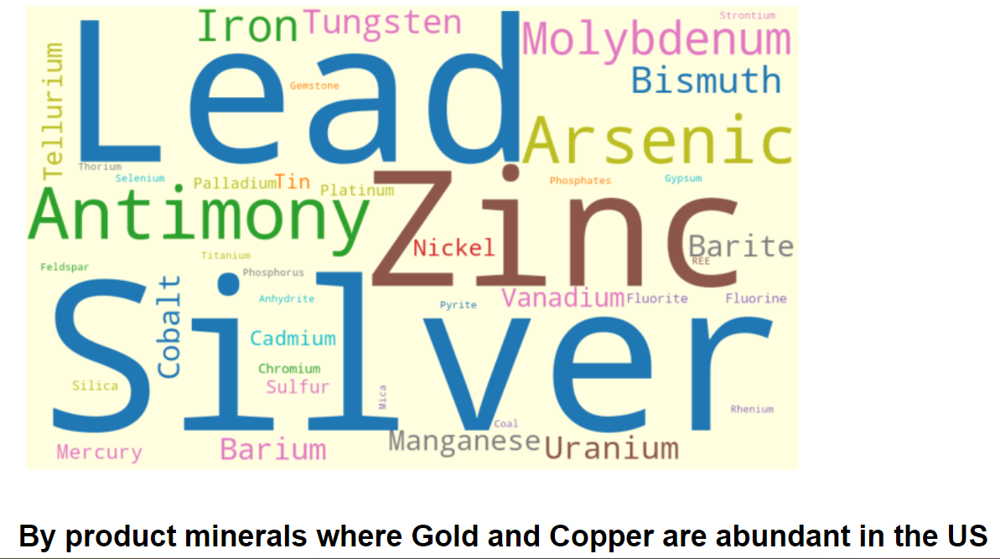 Strontium
Iron Tungsten
Molybdenum
Lead
Tellurium
Gemstone
Bismuth
Arsenic
Thorium
Selenium
Palladium Tin
Platinum
Phosphates
Gypsum
Antimony
Zinc
Nickel
Barite
Titanium
REE
Feldspar
Phosphorus
Silver
Cobalt
Anhydrite
Pyrite
Vanadium Fluorite
Fluorine
Cadmium
Chromium
Silica
Sulfur
Mica
Rhenium
Coal
Mercury
Barium
Manganese
Uranium
By product minerals where Gold and Copper are abundant in the US